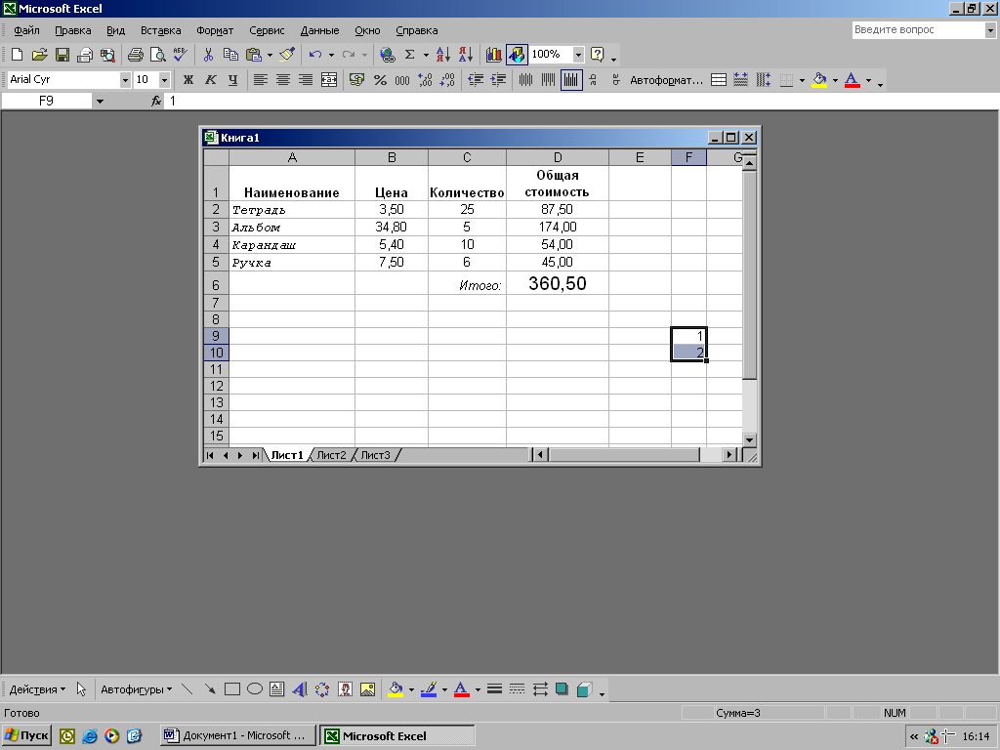 Microsoft Excel
Файл Правка Вид Вставка Формат Сервис Данные Окно Справка Введите вопрос
100%
Arial Cyr 10 Ж К Ч % 000 Автоформат...
F9 fx 1
Книга1
A B C D E F G
1 Наименование Цена Количество Общая стоимость
2 Тетрадь 3,50 25 87,50
3 Альбом 34,80 5 174,00
4 Карандаш 5,40 10 54,00
5 Ручка 7,50 6 45,00
6 Итого: 360,50
7
8
9 1
10 2
11
12
13
14
15
Лист1 Лист2 Лист3
Действия Автофигуры
Готово Сумма=3 NUM
Пуск Документ1 - Microsoft ... Microsoft Excel « 16:14